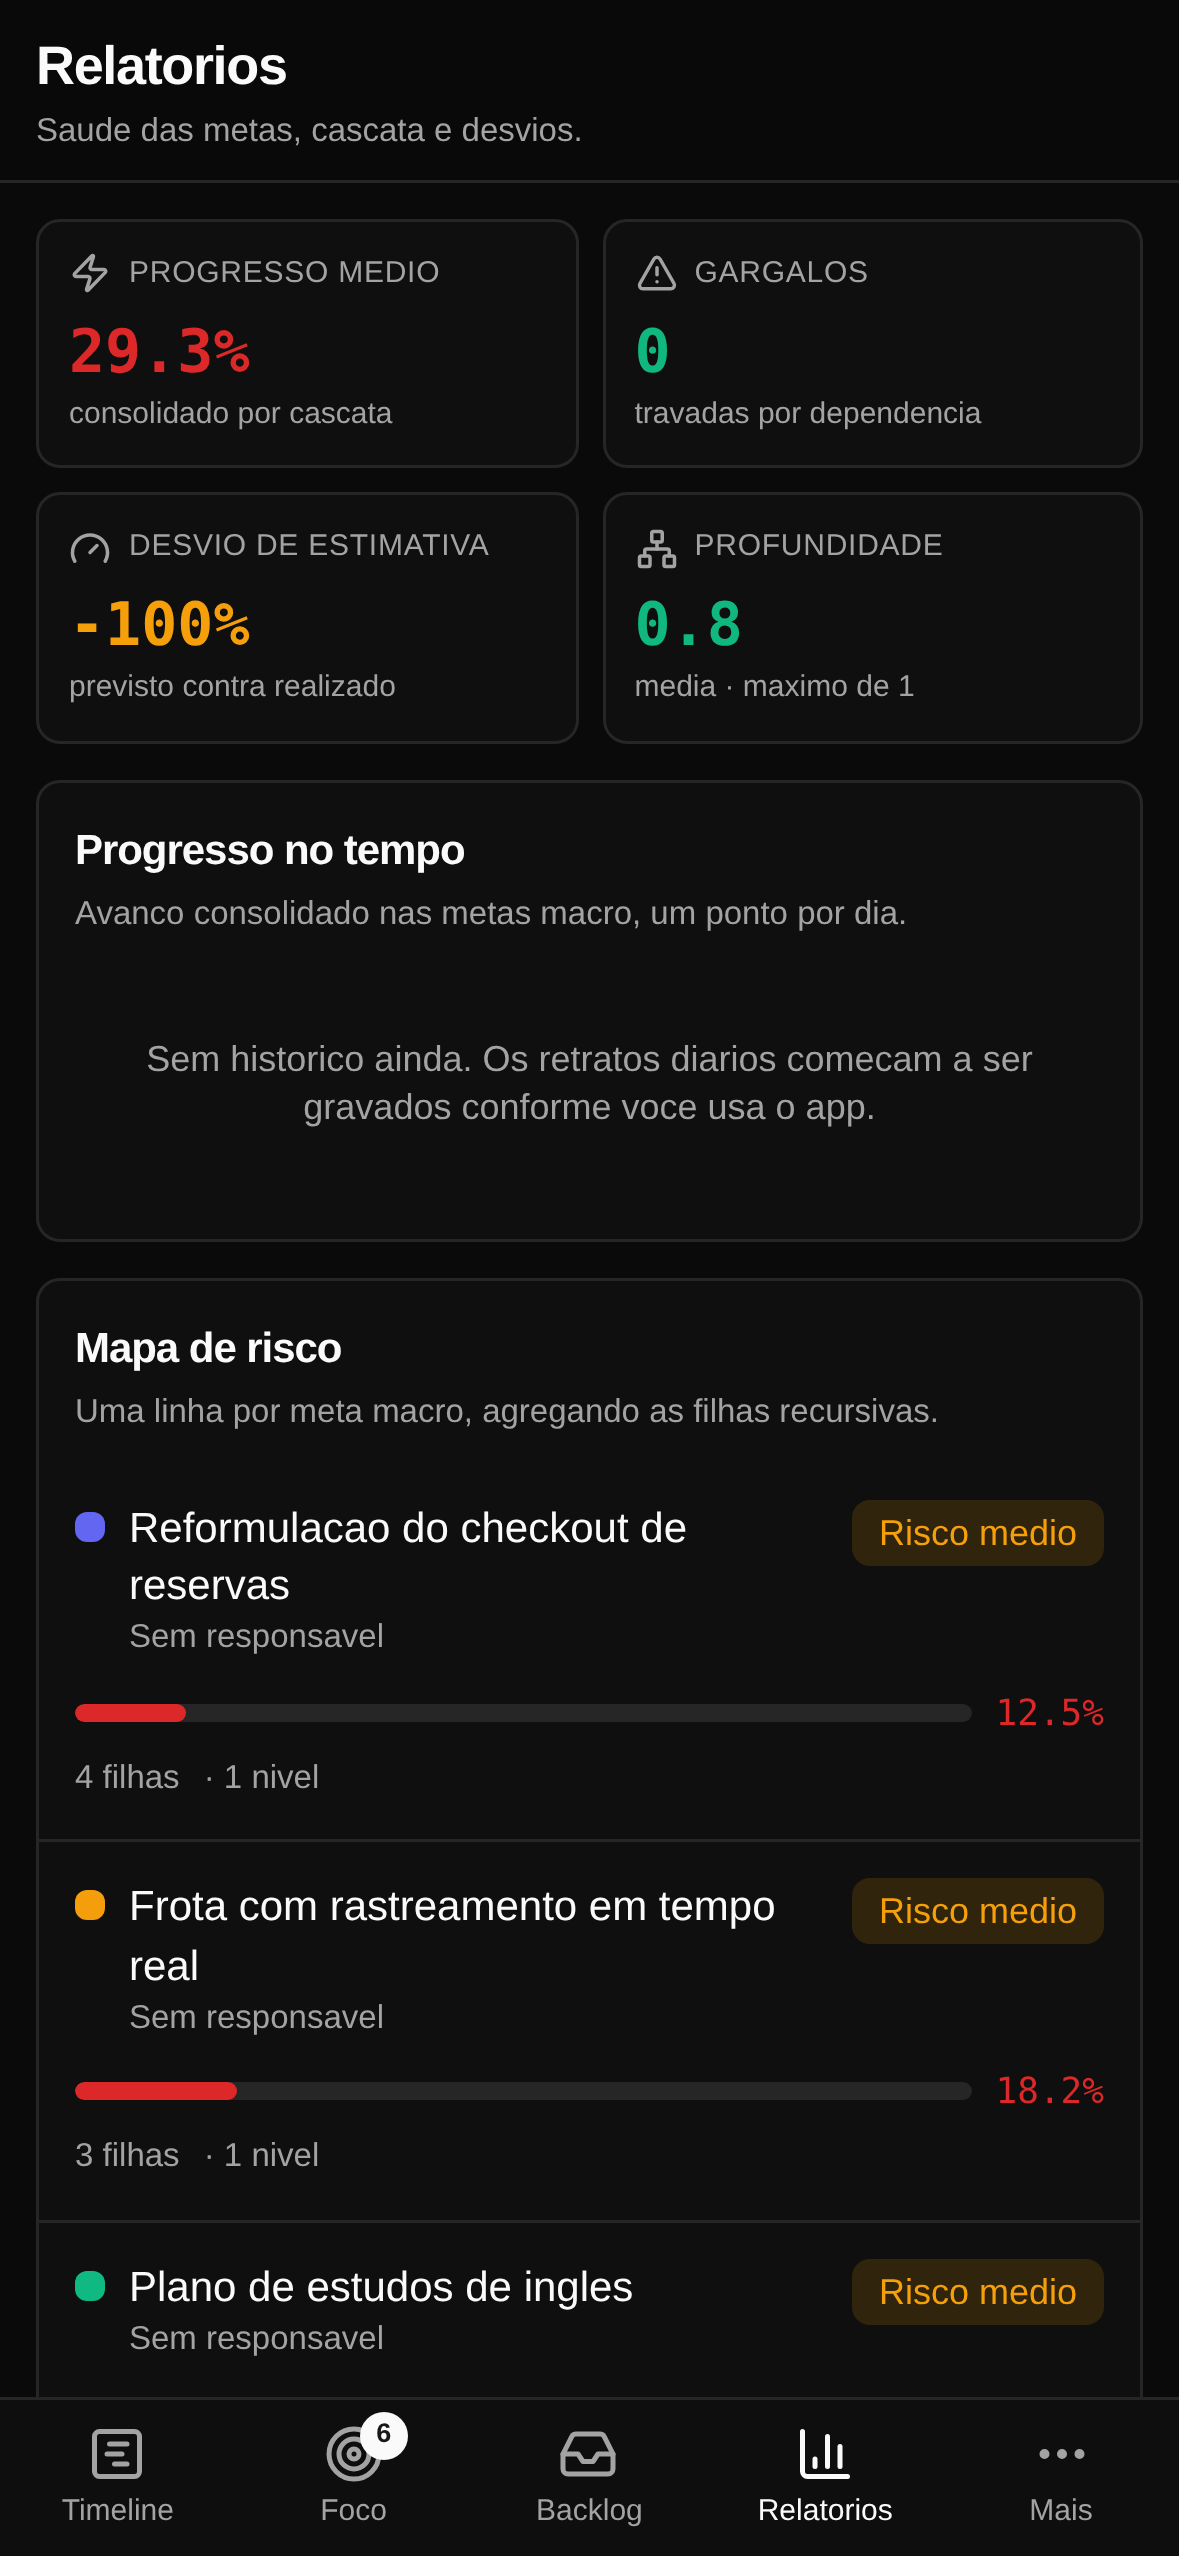 Relatorios
Saude das metas, cascata e desvios.
PROGRESSO MEDIO
29.3%
consolidado por cascata
GARGALOS
0
travadas por dependencia
DESVIO DE ESTIMATIVA
-100%
previsto contra realizado
PROFUNDIDADE
0.8
media · maximo de 1
Progresso no tempo
Avanco consolidado nas metas macro, um ponto por dia.
Sem historico ainda. Os retratos diarios comecam a ser
gravados conforme voce usa o app.
Mapa de risco
Uma linha por meta macro, agregando as filhas recursivas.
Reformulacao do checkout de
reservas
Risco medio
Sem responsavel
12.5%
4 filhas · 1 nivel
Frota com rastreamento em tempo
real
Risco medio
Sem responsavel
18.2%
3 filhas · 1 nivel
Plano de estudos de ingles
Risco medio
Sem responsavel
6
Timeline
Foco
Backlog
Relatorios
Mais